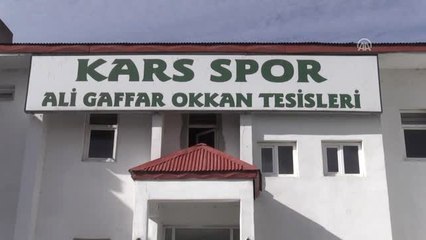 KARS SPOR
ALİ GAFFAR OKKAN TESİSLERİ